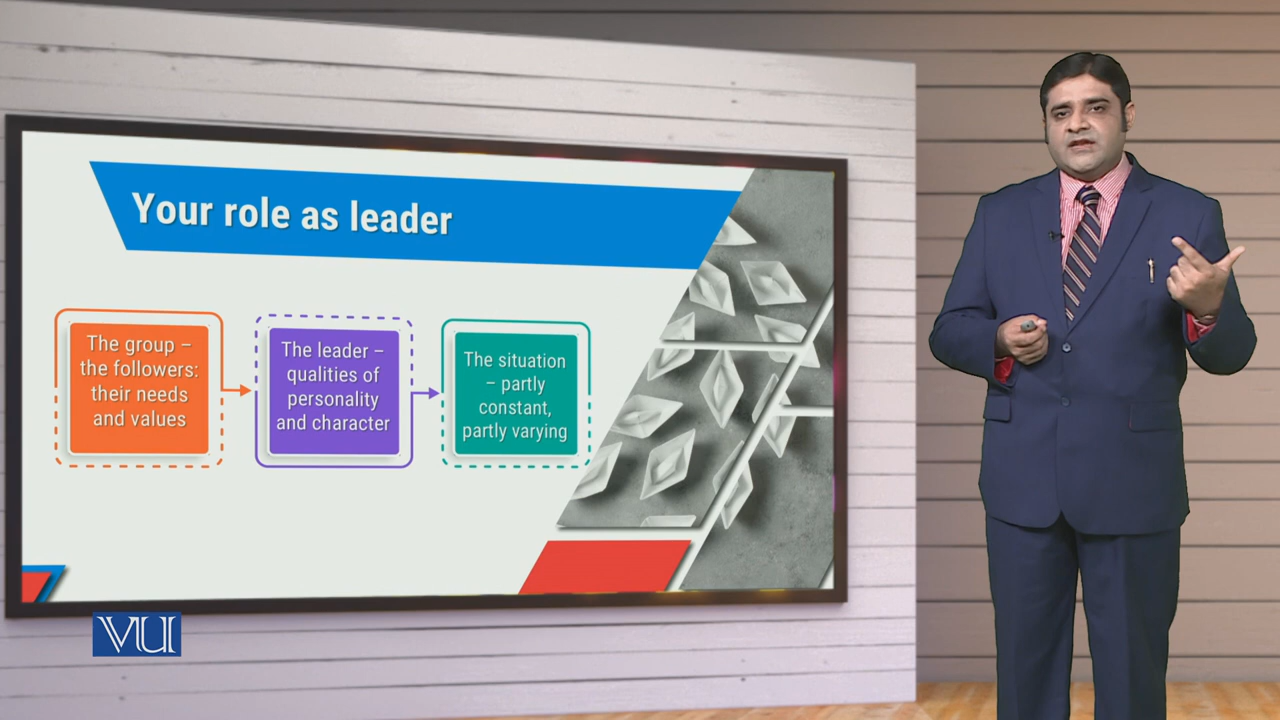 Your role as leader
The group –
the followers:
their needs
and values
The leader –
qualities of
personality
and character
The situation
– partly
constant,
partly varying
VU